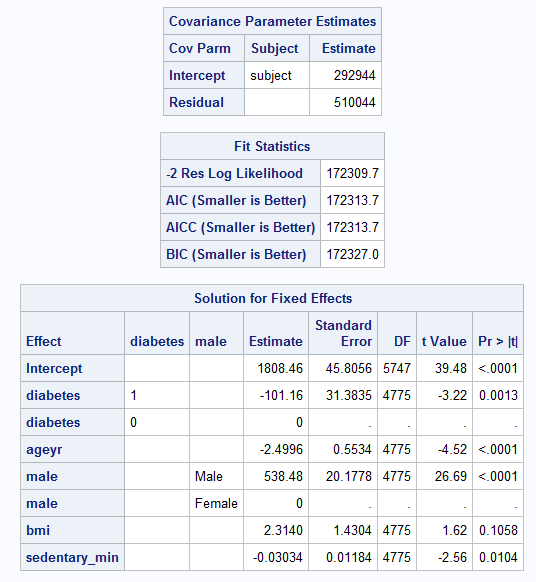 Covariance Parameter Estimates
Cov Parm Subject Estimate
Intercept subject 292944
Residual 510044
Fit Statistics
-2 Res Log Likelihood 172309.7
AIC (Smaller is Better) 172313.7
AICC (Smaller is Better) 172313.7
BIC (Smaller is Better) 172327.0
Solution for Fixed Effects
Effect diabetes male Estimate Standard Error DF t Value Pr > |t|
Intercept 1808.46 45.8056 5747 39.48 <.0001
diabetes 1 -101.16 31.3835 4775 -3.22 0.0013
diabetes 0 0 . . . .
ageyr -2.4996 0.5534 4775 -4.52 <.0001
male Male 538.48 20.1778 4775 26.69 <.0001
male Female 0 . . . .
bmi 2.3140 1.4304 4775 1.62 0.1058
sedentary_min -0.03034 0.01184 4775 -2.56 0.0104